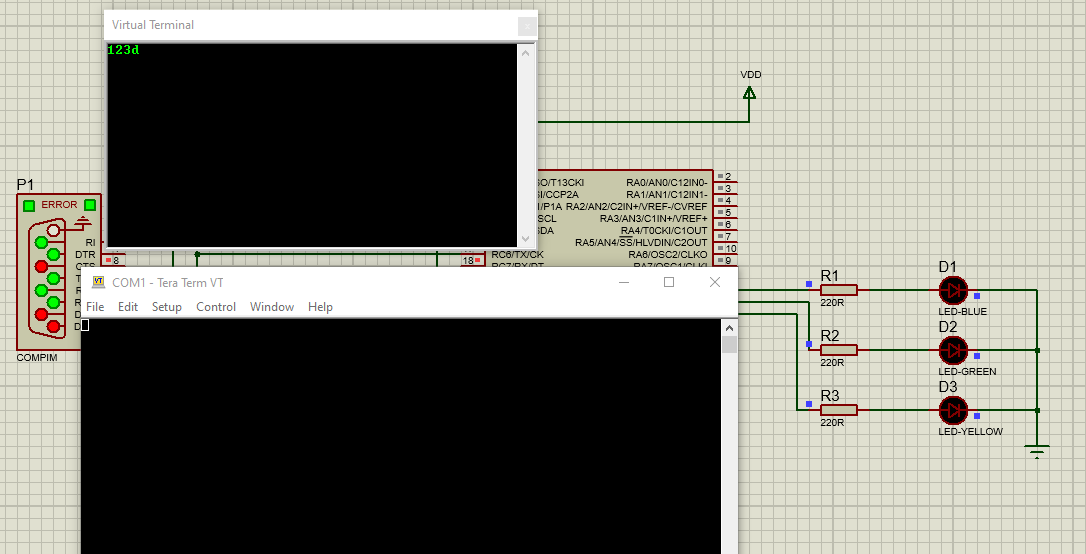 Virtual Terminal
123d
VDD
P1
ERROR
RI
DTR
CTS
8
SO/T13CKI
SI/CCP2A
I/P1A
SCL
SDA
RC6/TX/CK
RC7/RX/DT
18
RA0/AN0/C12IN0-
RA1/AN1/C12IN1-
RA2/AN2/C2IN+/VREF-/CVREF
RA3/AN3/C1IN+/VREF+
RA4/T0CKI/C1OUT
RA5/AN4/SS/HLVDIN/C2OUT
RA6/OSC2/CLKO
RA7/OSC1/CLKI
2
3
4
5
6
7
10
9
COMPIM
COM1 - Tera Term VT
File Edit Setup Control Window Help
R1
220R
D1
LED-BLUE
R2
220R
D2
LED-GREEN
R3
220R
D3
LED-YELLOW